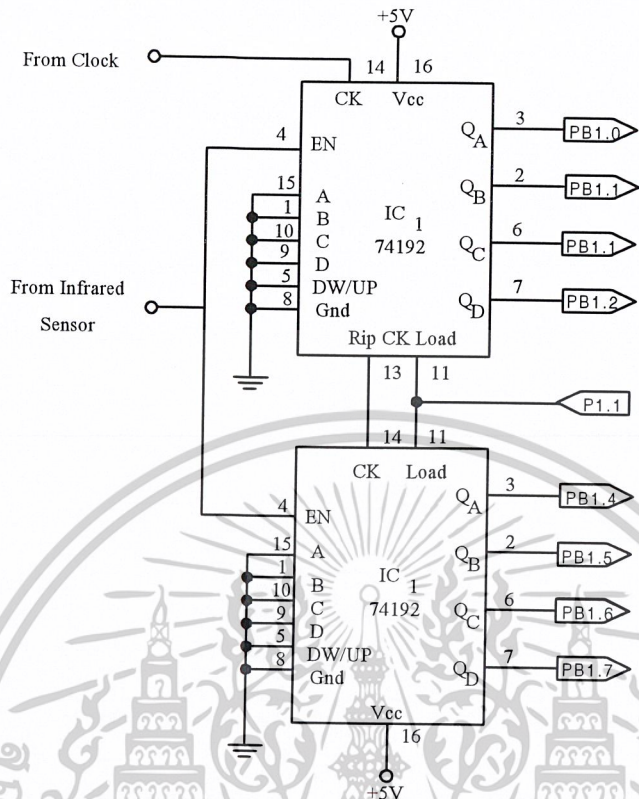 +5V
From Clock
14
16
CK
Vcc
4
EN
QA
3
PB1.0
15
A
1
B
QB
2
PB1.1
10
C
IC 1
9
D
74192
QC
6
PB1.1
5
DW/UP
8
Gnd
QD
7
PB1.2
From Infrared
Sensor
Rip CK Load
13
11
P1.1
14
11
CK
Load
4
EN
QA
3
PB1.4
15
A
1
B
QB
2
PB1.5
10
C
IC 1
9
D
74192
QC
6
PB1.6
5
DW/UP
8
Gnd
QD
7
PB1.7
Vcc
16
+5V